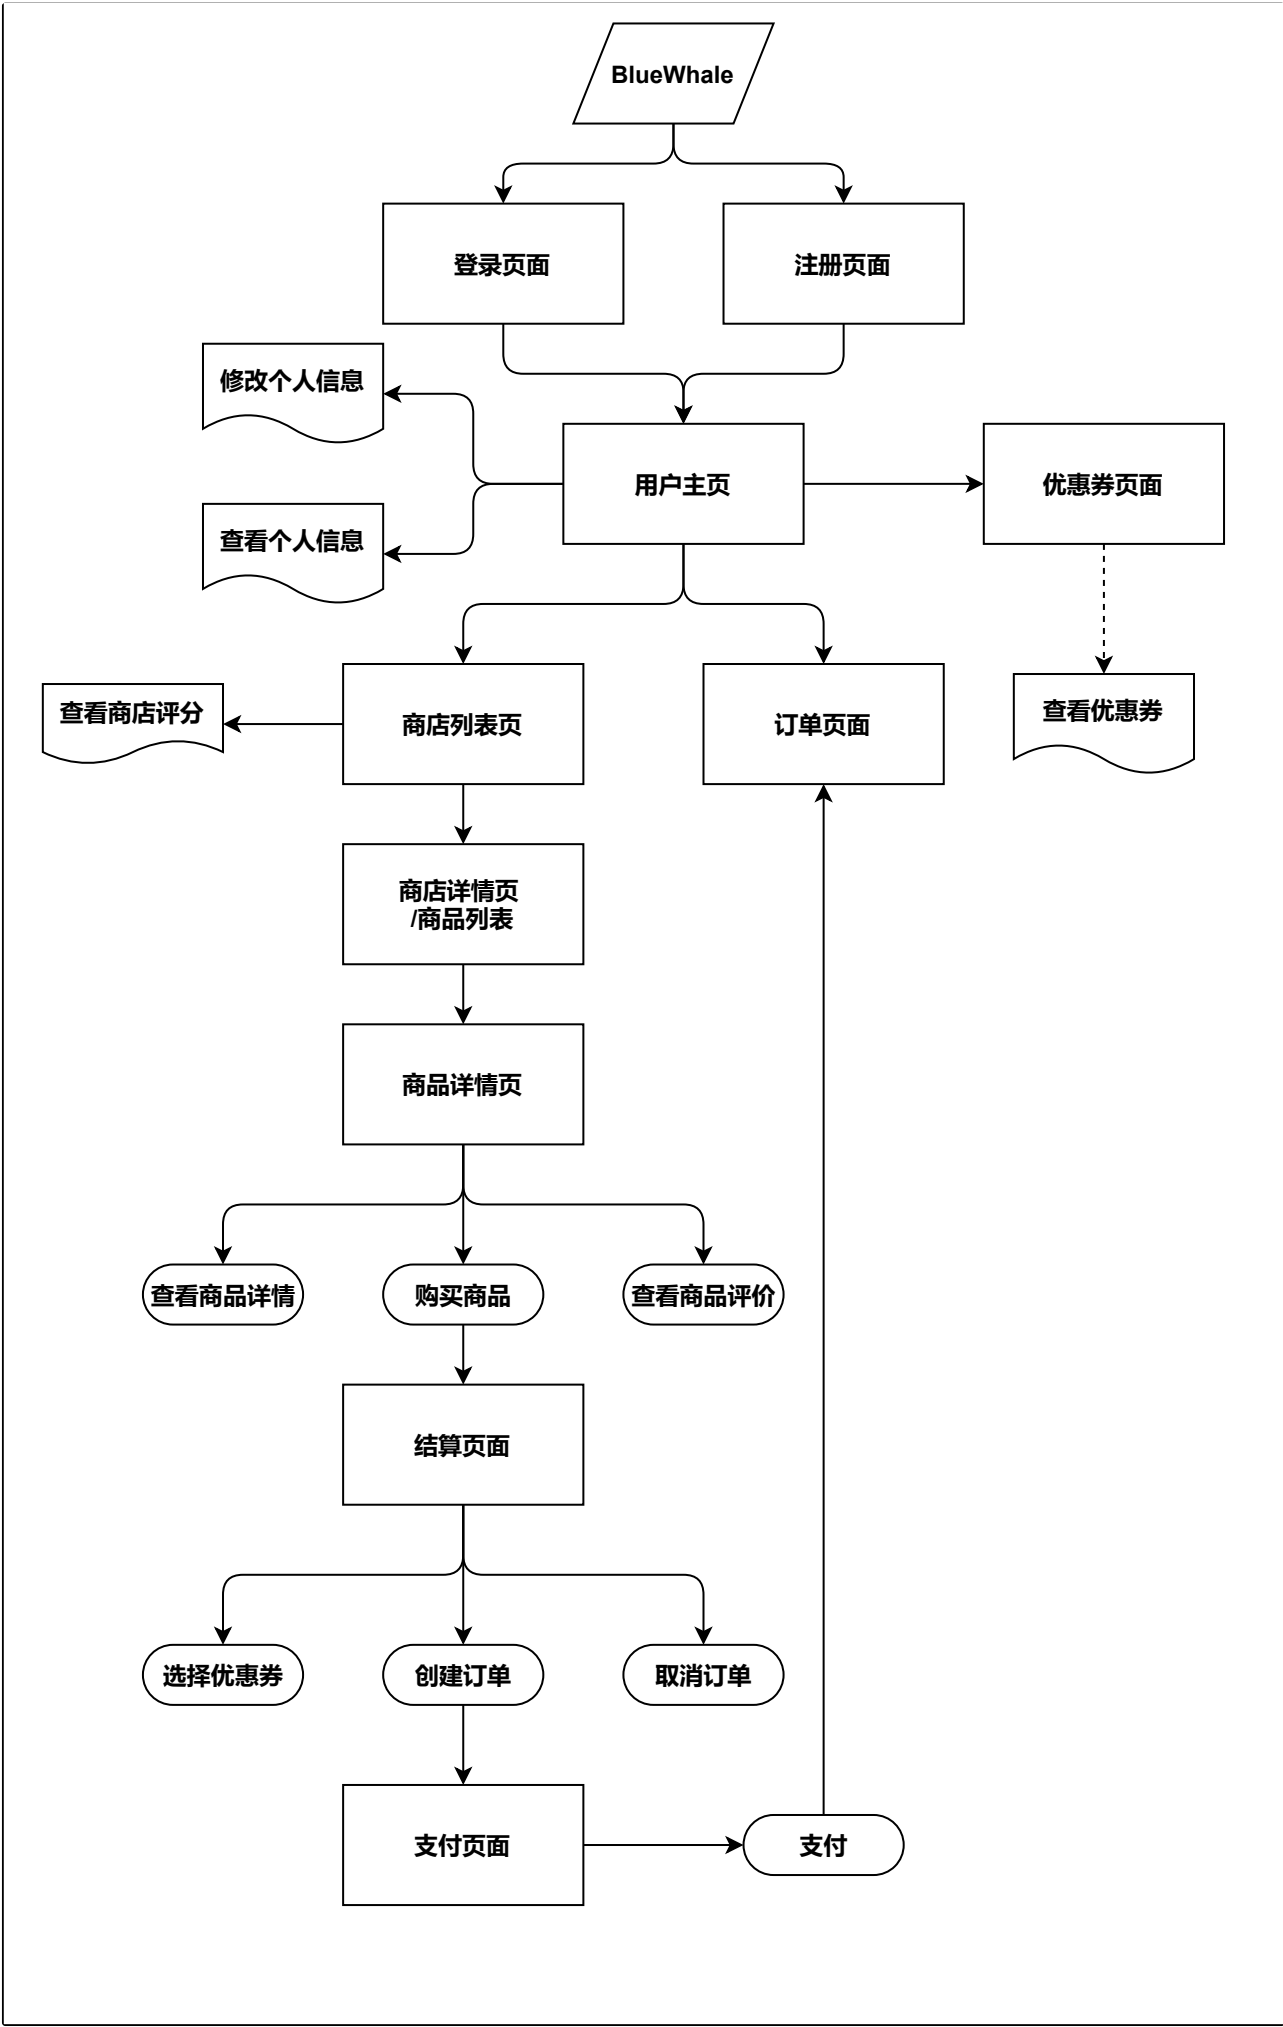 BlueWhale
登录页面
注册页面
修改个人信息
用户主页
优惠券页面
查看个人信息
查看商店评分
商店列表页
订单页面
查看优惠券
商店详情页
/商品列表
商品详情页
查看商品详情
购买商品
查看商品评价
结算页面
选择优惠券
创建订单
取消订单
支付页面
支付